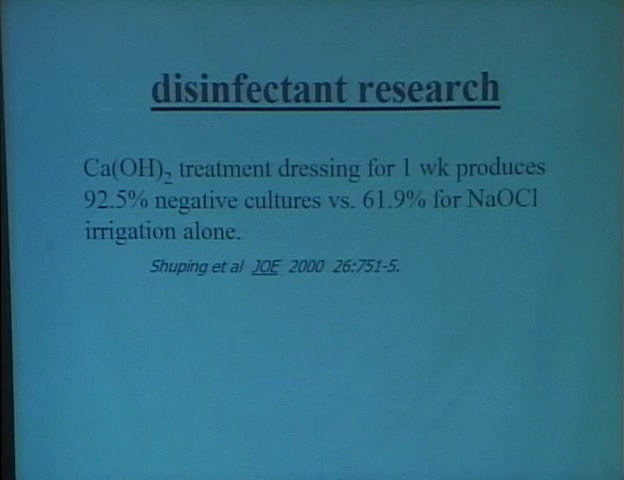 disinfectant research
Ca(OH)₂ treatment dressing for 1 wk produces
92.5% negative cultures vs. 61.9% for NaOCl
irrigation alone.
Shuping et al JOE 2000 26:751-5.